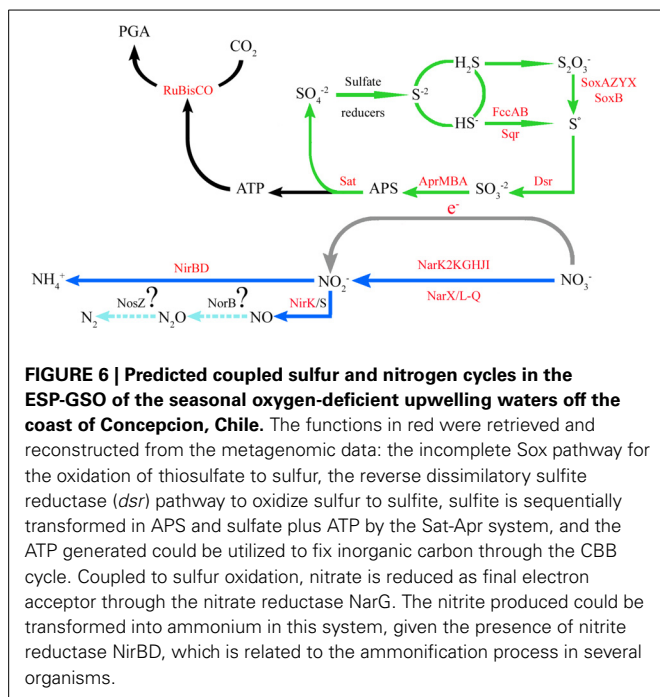 PGA
CO2
RuBisCO
H2S
S2O3-
SO4-2
Sulfate
S-2
SoxAZYX
SoxB
reducers
HS-
FccAB
Sqr
S°
ATP
Sat
APS
AprMBA
SO3-2
Dsr
e-
NH4+
NirBD
NO2-
NarK2KGHJI
NO3-
NarX/L-Q
N2
NosZ?
N2O
NorB?
NO
NirK/S
FIGURE 6 | Predicted coupled sulfur and nitrogen cycles in the
ESP-GSO of the seasonal oxygen-deficient upwelling waters off the
coast of Concepcion, Chile. The functions in red were retrieved and
reconstructed from the metagenomic data: the incomplete Sox pathway for
the oxidation of thiosulfate to sulfur, the reverse dissimilatory sulfite
reductase (dsr) pathway to oxidize sulfur to sulfite, sulfite is sequentially
transformed in APS and sulfate plus ATP by the Sat-Apr system, and the
ATP generated could be utilized to fix inorganic carbon through the CBB
cycle. Coupled to sulfur oxidation, nitrate is reduced as final electron
acceptor through the nitrate reductase NarG. The nitrite produced could be
transformed into ammonium in this system, given the presence of nitrite
reductase NirBD, which is related to the ammonification process in several
organisms.